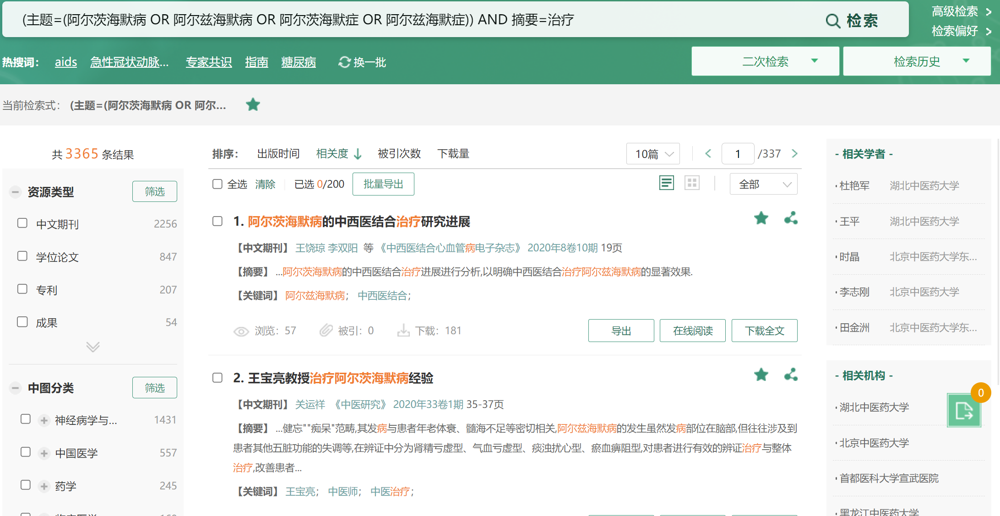 (主题=(阿尔茨海默病 OR 阿尔兹海默病 OR 阿尔茨海默症 OR 阿尔兹海默症)) AND 摘要=治疗
检索
高级检索
检索偏好
热搜词： aids 急性冠状动脉... 专家共识 指南 糖尿病 换一批
二次检索
检索历史
当前检索式： (主题=(阿尔茨海默病 OR 阿尔...
共 3365 条结果
资源类型 筛选
中文期刊 2256
学位论文 847
专利 207
成果 54
中图分类 筛选
神经病学与... 1431
中国医学 557
药学 245
排序： 出版时间 相关度 被引次数 下载量
10篇 1 /337
全选 清除 已选 0/200 批量导出
全部
1. 阿尔茨海默病的中西医结合治疗研究进展
【中文期刊】 王饶琼 李双阳 等 《中西医结合心血管病电子杂志》 2020年8卷10期 19页
【摘要】 ...阿尔茨海默病的中西医结合治疗进展进行分析,以明确中西医结合治疗阿尔兹海默病的显著效果.
【关键词】 阿尔兹海默病； 中西医结合；
浏览：57 被引：0 下载：181
导出 在线阅读 下载全文
2. 王宝亮教授治疗阿尔茨海默病经验
【中文期刊】 关运祥 《中医研究》 2020年33卷1期 35-37页
【摘要】 ...健忘""痴呆"范畴,其发病与患者年老体衰、髓海不足等密切相关,阿尔兹海默病的发生虽然发病部位在脑部,但往往涉及到
患者其他五脏功能的失调等,在辨证中分为肾精亏虚型、气血亏虚型、痰浊扰心型、瘀血痹阻型,对患者进行有效的辨证治疗与整体
治疗,改善患者...
【关键词】 王宝亮； 中医师； 中医治疗；
- 相关学者 -
杜艳军 湖北中医药大学
王平 湖北中医药大学
时晶 北京中医药大学东...
李志刚 北京中医药大学
田金洲 北京中医药大学东...
- 相关机构 -
0
湖北中医药大学
北京中医药大学
首都医科大学宣武医院
黑龙江中医药大学